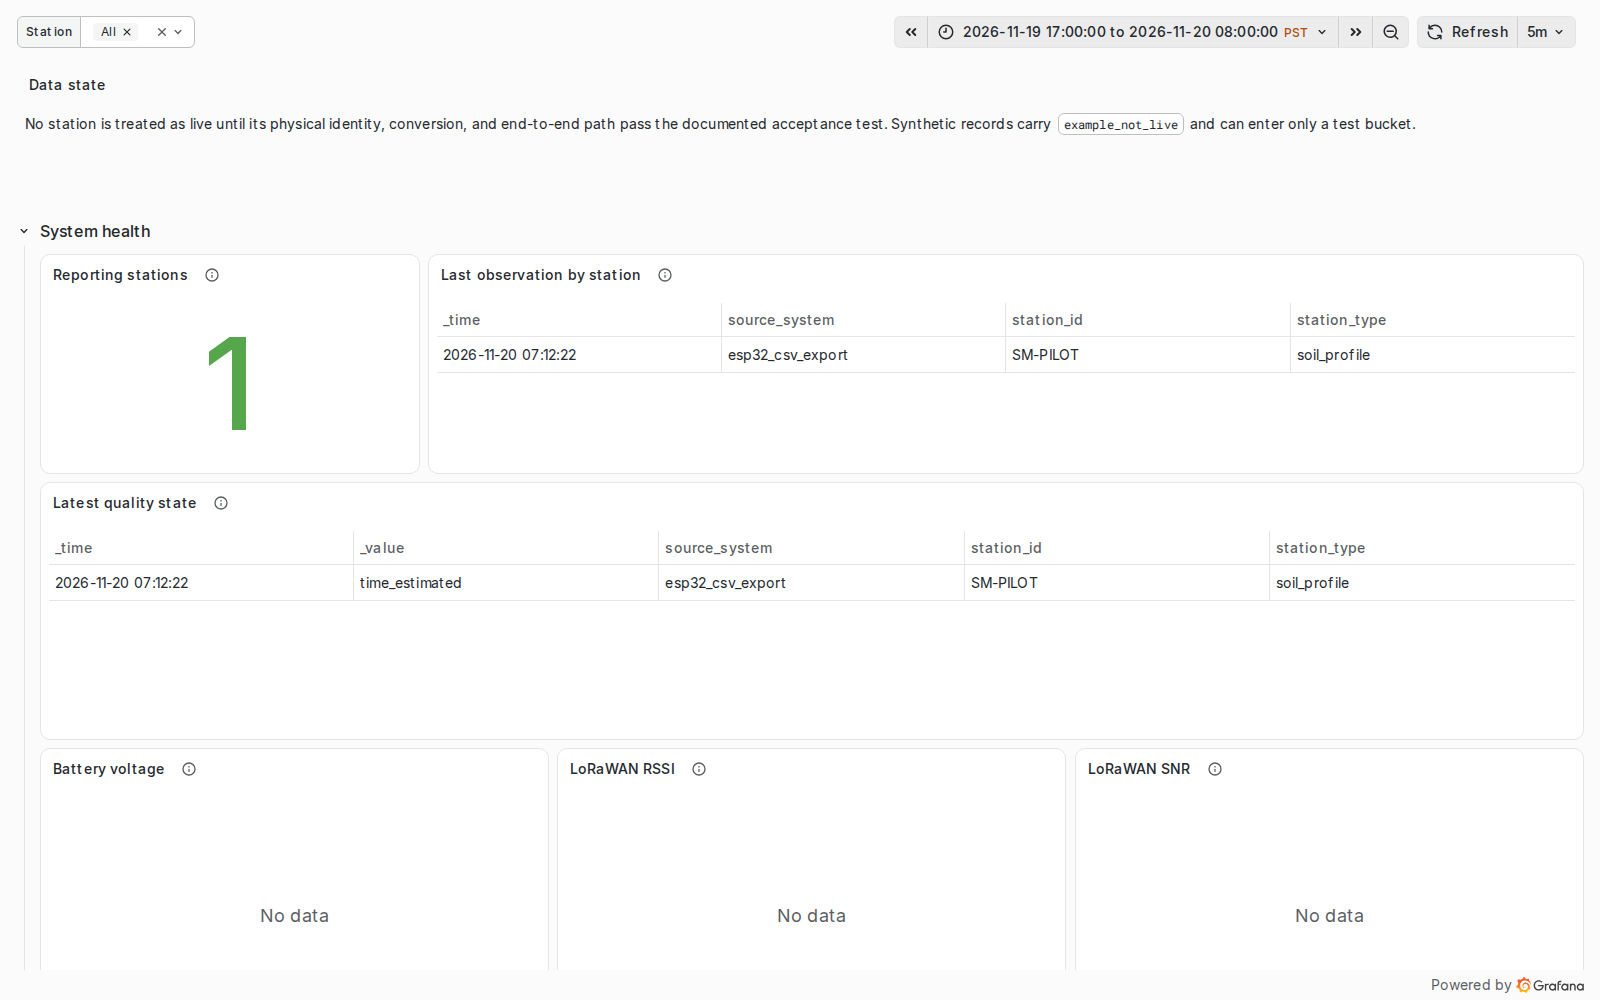 Station All
2026-11-19 17:00:00 to 2026-11-20 08:00:00 PST
Refresh 5m
Data state
No station is treated as live until its physical identity, conversion, and end-to-end path pass the documented acceptance test. Synthetic records carry example_not_live and can enter only a test bucket.
System health
Reporting stations
1
Last observation by station
_time source_system station_id station_type
2026-11-20 07:12:22 esp32_csv_export SM-PILOT soil_profile
Latest quality state
_time _value source_system station_id station_type
2026-11-20 07:12:22 time_estimated esp32_csv_export SM-PILOT soil_profile
Battery voltage
No data
LoRaWAN RSSI
No data
LoRaWAN SNR
No data
Powered by Grafana